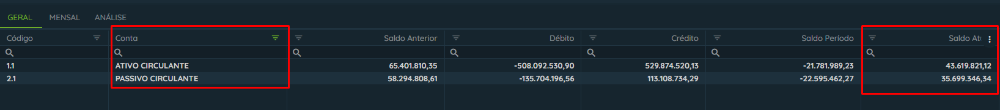 GERAL MENSAL ANÁLISE
Código Conta Saldo Anterior Débito Crédito Saldo Período Saldo Atu
1.1 ATIVO CIRCULANTE 65.401.810,35 -508.092.530,90 529.874.520,13 -21.781.989,23 43.619.821,12
2.1 PASSIVO CIRCULANTE 58.294.808,61 -135.704.196,56 113.108.734,29 -22.595.462,27 35.699.346,34